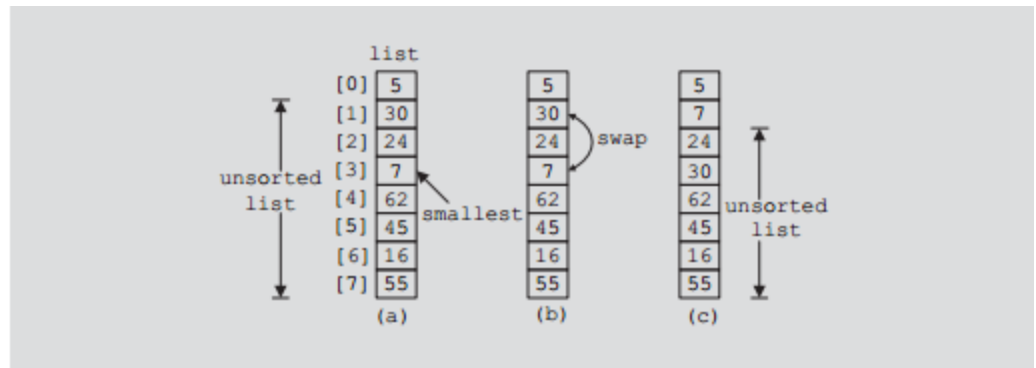 list
[0] 5 5 5
[1] 30 30 7
[2] 24 24 24
swap
[3] 7 7 30
unsorted
list
[4] 62 62 62
smallest
unsorted
list
[5] 45 45 45
[6] 16 16 16
[7] 55 55 55
(a) (b) (c)